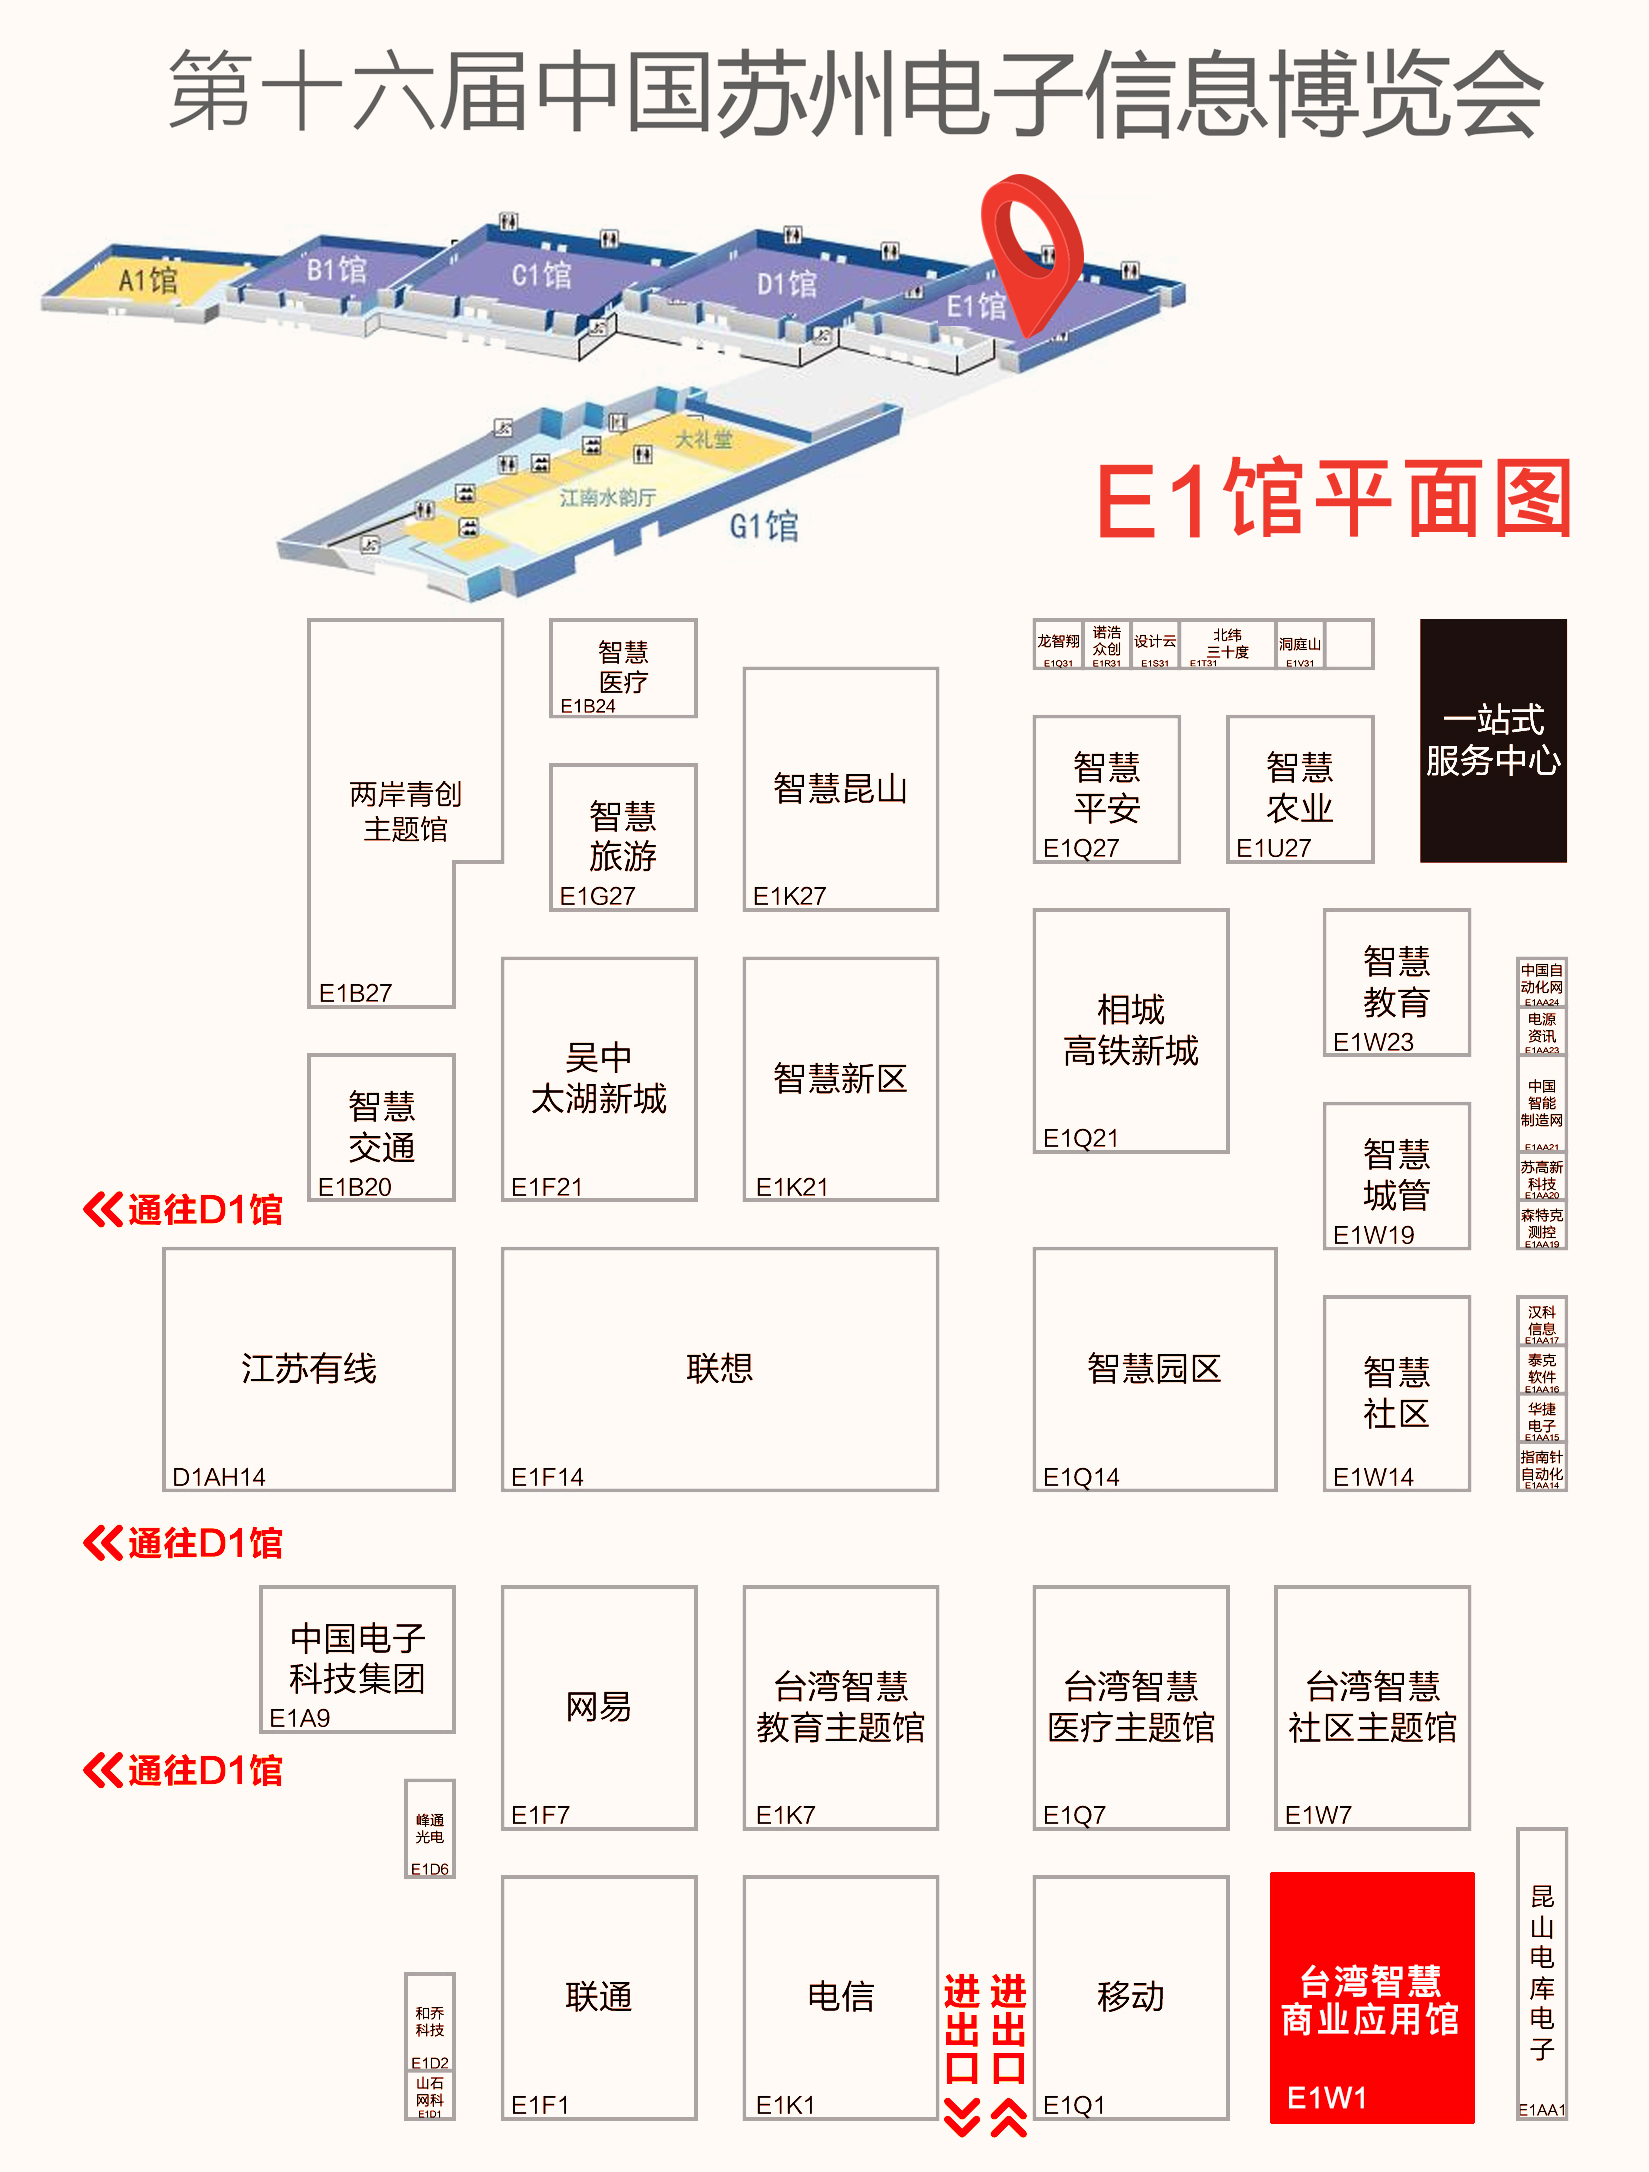 第十六届中国苏州电子信息博览会
A1馆
B1馆
C1馆
D1馆
E1馆
大礼堂
江南水韵厅
G1馆
E1馆平面图
两岸青创
主题馆
E1B27
智慧
医疗
E1B24
智慧
旅游
E1G27
智慧昆山
E1K27
龙智翔
E1Q31
诺浩
众创
E1R31
设计云
E1S31
北纬
三十度
E1T31
洞庭山
E1V31
智慧
平安
E1Q27
智慧
农业
E1U27
一站式
服务中心
智慧
交通
E1B20
吴中
太湖新城
E1F21
智慧新区
E1K21
相城
高铁新城
E1Q21
智慧
教育
E1W23
智慧
城管
E1W19
中国自
动化网
E1AA24
电源
资讯
E1AA23
中国
智能
制造网
E1AA21
苏高新
科技
E1AA20
森特克
测控
E1AA19
通往D1馆
江苏有线
D1AH14
联想
E1F14
智慧园区
E1Q14
智慧
社区
E1W14
汉科
信息
E1AA17
泰克
软件
E1AA16
华捷
电子
E1AA15
指南针
自动化
E1AA14
通往D1馆
中国电子
科技集团
E1A9
网易
E1F7
台湾智慧
教育主题馆
E1K7
台湾智慧
医疗主题馆
E1Q7
台湾智慧
社区主题馆
E1W7
通往D1馆
峰通
光电
E1D6
和乔
科技
E1D2
山石
网科
E1D1
联通
E1F1
电信
E1K1
进出口
进出口
移动
E1Q1
台湾智慧
商业应用馆
E1W1
昆山电库电子
E1AA1